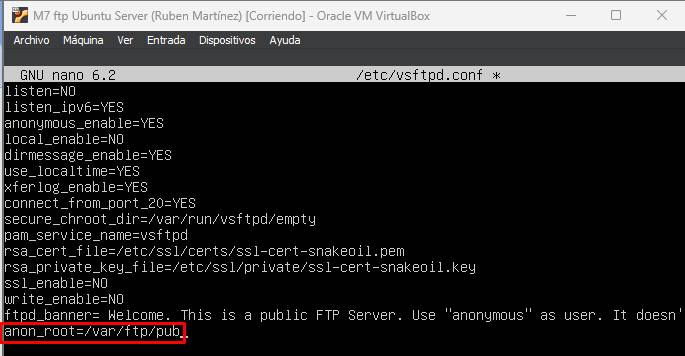 M7 ftp Ubuntu Server (Ruben Martínez) [Corriendo] - Oracle VM VirtualBox
Archivo Máquina Ver Entrada Dispositivos Ayuda
GNU nano 6.2 /etc/vsftpd.conf *
listen=NO
listen_ipv6=YES
anonymous_enable=YES
local_enable=NO
dirmessage_enable=YES
use_localtime=YES
xferlog_enable=YES
connect_from_port_20=YES
secure_chroot_dir=/var/run/vsftpd/empty
pam_service_name=vsftpd
rsa_cert_file=/etc/ssl/certs/ssl-cert-snakeoil.pem
rsa_private_key_file=/etc/ssl/private/ssl-cert-snakeoil.key
ssl_enable=NO
write_enable=NO
ftpd_banner= Welcome. This is a public FTP Server. Use "anonymous" as user. It doesn'
anon_root=/var/ftp/pub